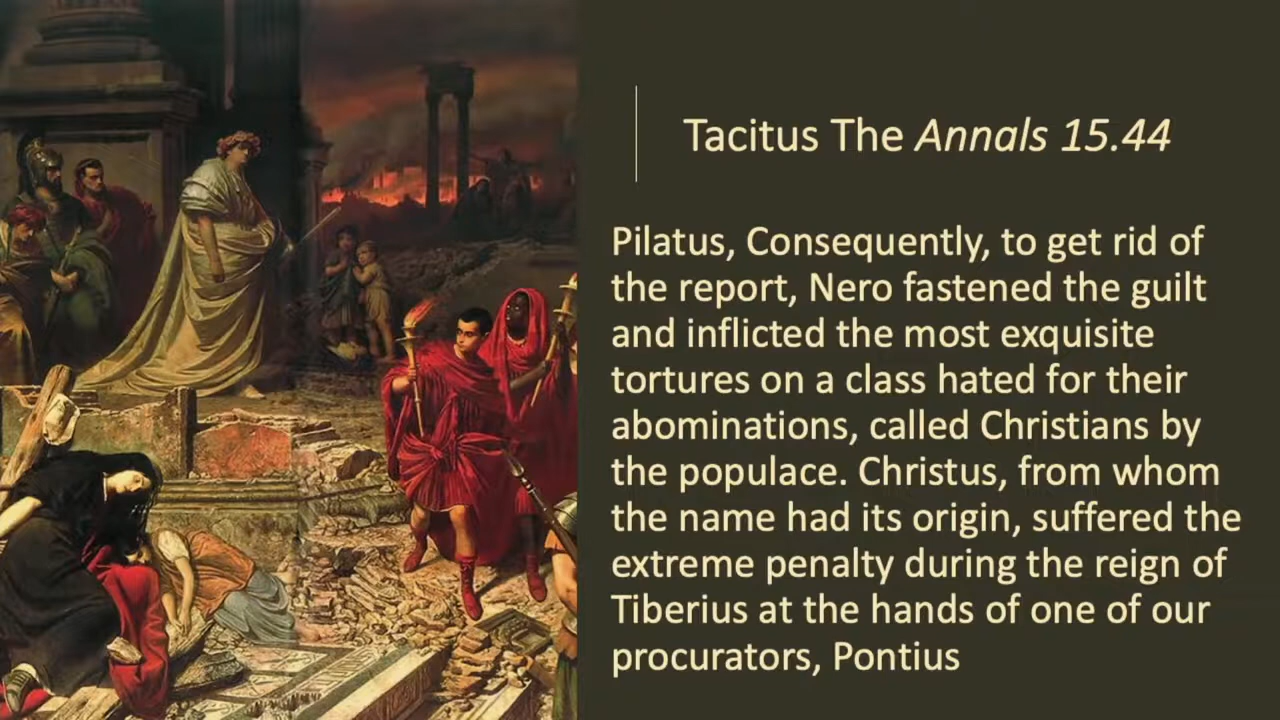 Tacitus The Annals 15.44
Pilatus, Consequently, to get rid of
the report, Nero fastened the guilt
and inflicted the most exquisite
tortures on a class hated for their
abominations, called Christians by
the populace. Christus, from whom
the name had its origin, suffered the
extreme penalty during the reign of
Tiberius at the hands of one of our
procurators, Pontius